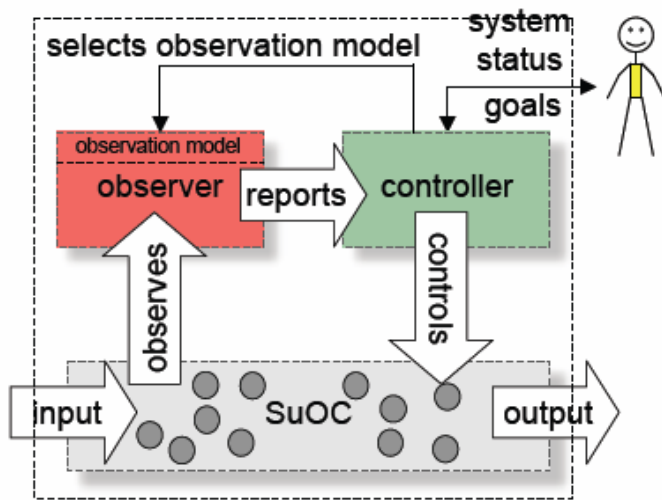 system
selects observation model
status
goals
observation model
observer
reports
controller
observes
controls
input
SuOC
output